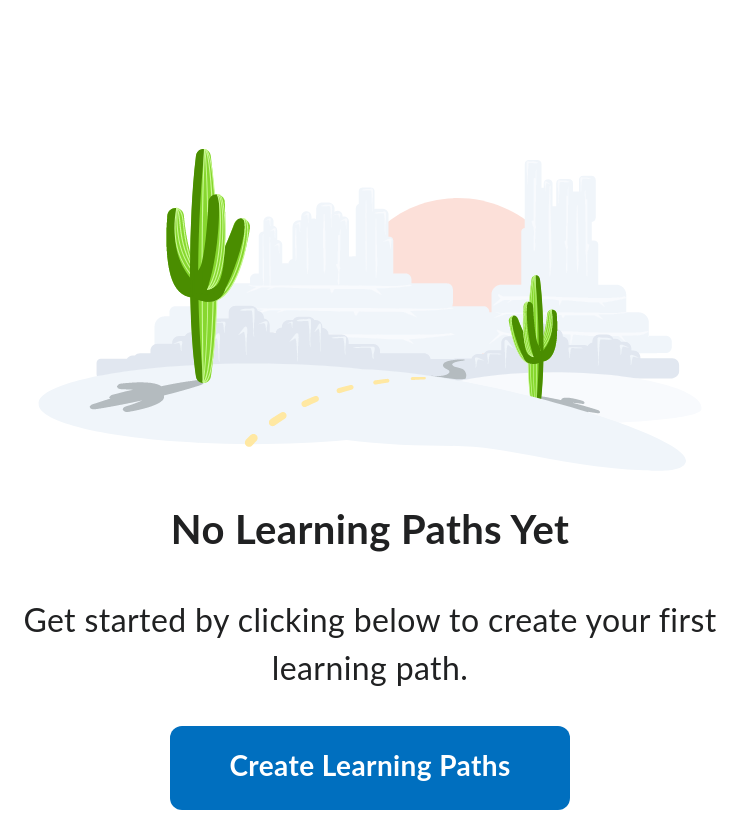 No Learning Paths Yet
Get started by clicking below to create your first
learning path.
Create Learning Paths